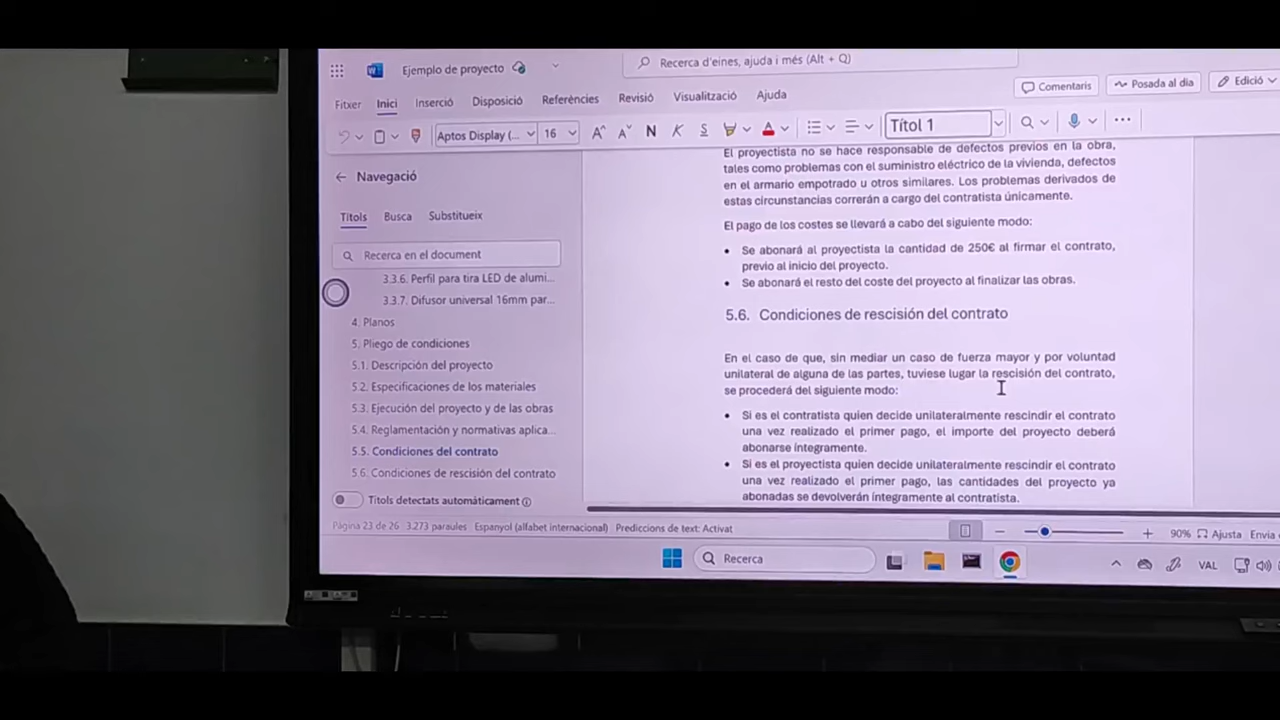 Ejemplo de proyecto
Recerca d'eines, ajuda i més (Alt + Q)
Comentaris
Posada al dia
Edició
Fitxer Inici Inserció Disposició Referències Revisió Visualització Ajuda
Aptos Display (... 16 N K S A Títol 1
Navegació
Títols Busca Substitueix
Recerca en el document
3.3.6. Perfil para tira LED de alumi...
3.3.7. Difusor universal 16mm par...
4. Planos
5. Pliego de condiciones
5.1. Descripción del proyecto
5.2. Especificaciones de los materiales
5.3. Ejecución del proyecto y de las obras
5.4. Reglamentación y normativas aplica...
5.5. Condiciones del contrato
5.6. Condiciones de rescisión del contrato
Títols detectats automàticament
El proyectista no se hace responsable de defectos previos en la obra,
tales como problemas con el suministro eléctrico de la vivienda, defectos
en el armario empotrado u otros similares. Los problemas derivados de
estas circunstancias correrán a cargo del contratista únicamente.
El pago de los costes se llevará a cabo del siguiente modo:
• Se abonará al proyectista la cantidad de 250€ al firmar el contrato,
previo al inicio del proyecto.
• Se abonará el resto del coste del proyecto al finalizar las obras.
5.6. Condiciones de rescisión del contrato
En el caso de que, sin mediar un caso de fuerza mayor y por voluntad
unilateral de alguna de las partes, tuviese lugar la rescisión del contrato,
se procederá del siguiente modo:
• Si es el contratista quien decide unilateralmente rescindir el contrato
una vez realizado el primer pago, el importe del proyecto deberá
abonarse íntegramente.
• Si es el proyectista quien decide unilateralmente rescindir el contrato
una vez realizado el primer pago, las cantidades del proyecto ya
abonadas se devolverán íntegramente al contratista.
Pàgina 23 de 26 3.273 paraules Espanyol (alfabet internacional) Prediccions de text: Activat
90% Ajusta Envia
Recerca
VAL